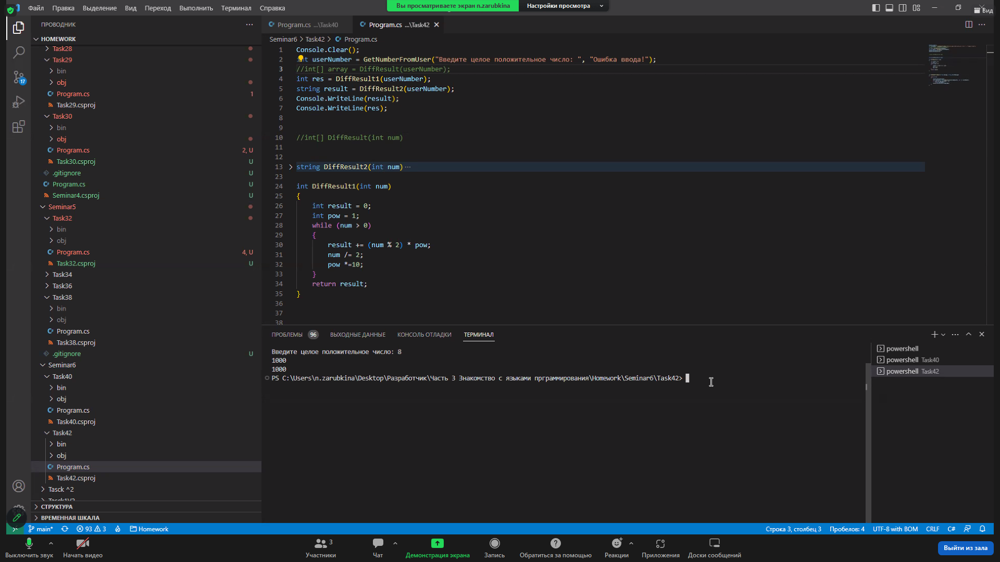 Файл Правка Выделение Вид Переход Выполнить Терминал Справка
Вы просматриваете экран n.zarubkina Настройки просмотра
Вид
ПРОВОДНИК
HOMEWORK
Task28
Task29
bin
obj
Program.cs 1
Task29.csproj
Task30
bin
obj
Program.cs 2, U
Task30.csproj U
.gitignore U
Program.cs U
Seminar4.csproj U
Seminar5
Task32
bin
obj
Program.cs 4, U
Task32.csproj U
Task34
Task36
Task38
bin
obj
Program.cs
Task38.csproj
.gitignore U
Seminar6
Task40
bin
obj
Program.cs
Task40.csproj
Task42
bin
obj
Program.cs
Task42.csproj
Tasck ^2
СТРУКТУРА
ВРЕМЕННАЯ ШКАЛА
17
Program.cs ...\Task40 Program.cs ...\Task42
Seminar6 > Task42 > Program.cs
1 Console.Clear();
2 int userNumber = GetNumberFromUser("Введите целое положительное число: ", "Ошибка ввода!");
3 //int[] array = DiffResult(userNumber);
4 int res = DiffResult1(userNumber);
5 string result = DiffResult2(userNumber);
6 Console.WriteLine(result);
7 Console.WriteLine(res);
8
9
10 //int[] DiffResult(int num)
11
12
13 string DiffResult2(int num)...
23
24 int DiffResult1(int num)
25 {
26 int result = 0;
27 int pow = 1;
28 while (num > 0)
29 {
30 result += (num % 2) * pow;
31 num /= 2;
32 pow *=10;
33 }
34 return result;
35 }
36
37
38
ПРОБЛЕМЫ 96 ВЫХОДНЫЕ ДАННЫЕ КОНСОЛЬ ОТЛАДКИ ТЕРМИНАЛ
Введите целое положительное число: 8
1000
1000
PS C:\Users\n.zarubkina\Desktop\Разработчик\Часть 3 Знакомство с языками прграммирования\Homework\Seminar6\Task42>
powershell
powershell Task40
powershell Task42
main* 93 3 Homework
Строка 3, столбец 3 Пробелов: 4 UTF-8 with BOM CRLF C#
Выключить звук Начать видео Участники 3 Чат Демонстрация экрана Запись Обратиться за помощью Реакции Приложения Доски сообщений Выйти из зала